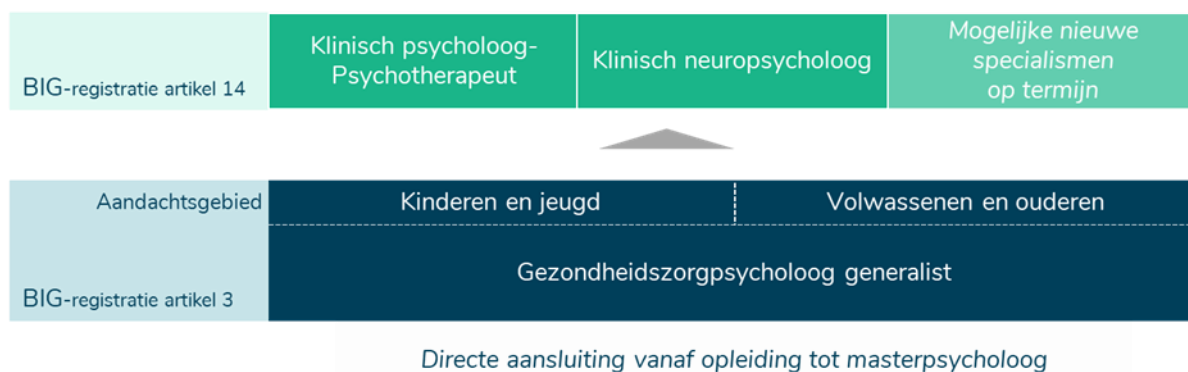 Klinisch psycholoog-
Psychotherapeut
Klinisch neuropsycholoog
Mogelijke nieuwe
specialismen
op termijn
BIG-registratie artikel 14
Aandachtsgebied
Kinderen en jeugd
Volwassenen en ouderen
Gezondheidszorgpsycholoog generalist
BIG-registratie artikel 3
Directe aansluiting vanaf opleiding tot masterpsycholoog